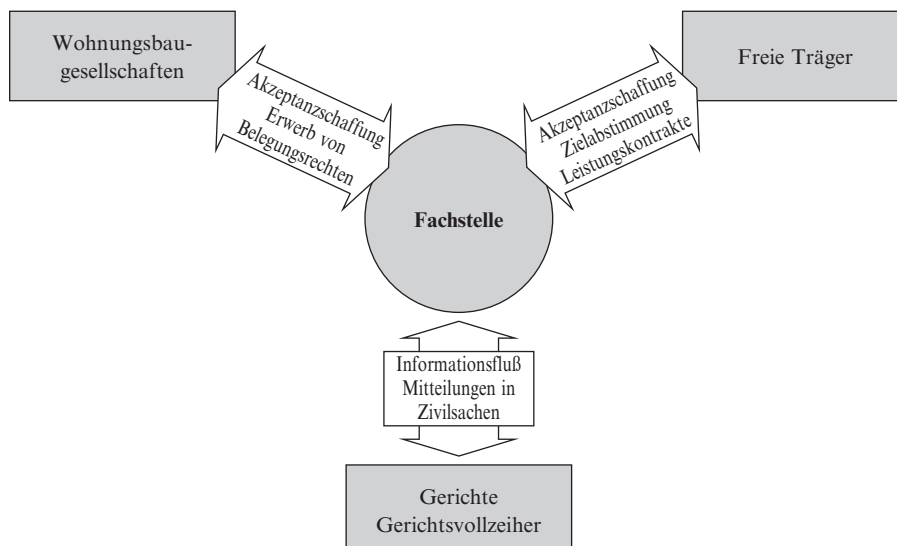 Wohnungsbau-
gesellschaften
Freie Träger
Akzeptanzschaffung
Erwerb von
Belegungsrechten
Akzeptanzschaffung
Zielabstimmung
Leistungskontrakte
Fachstelle
Informationsfluß
Mitteilungen in
Zivilsachen
Gerichte
Gerichtsvollzeiher